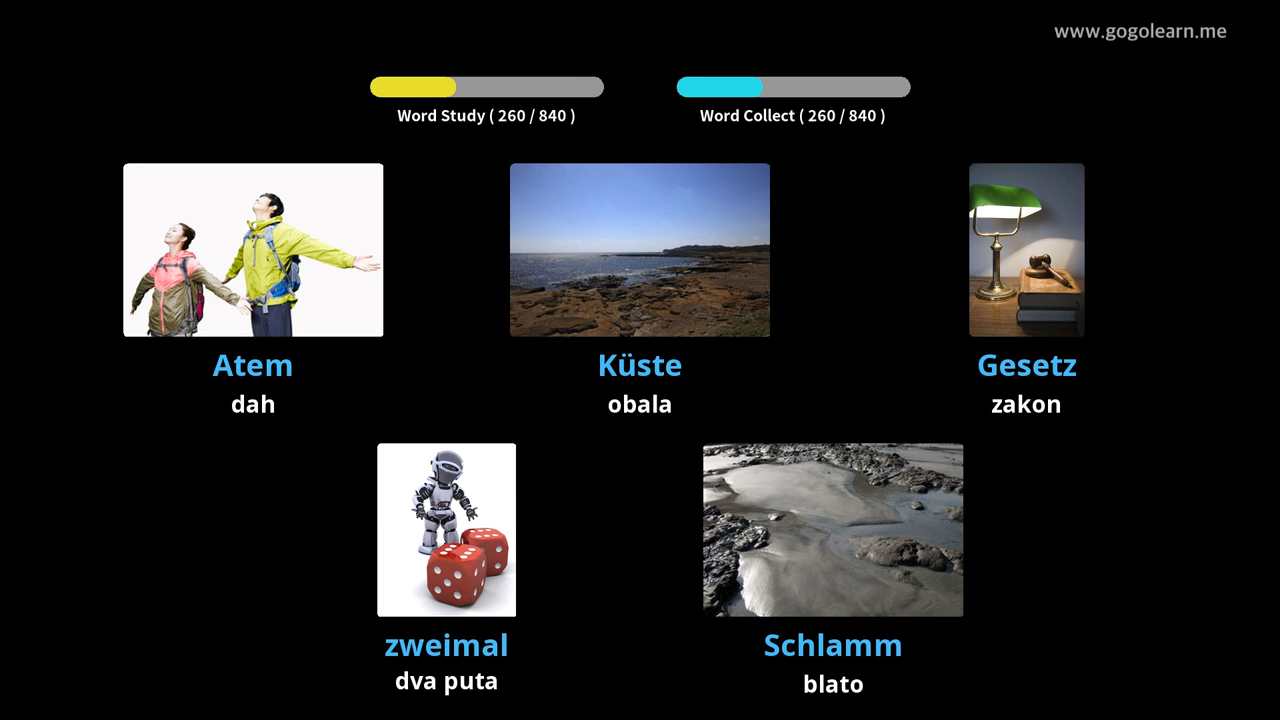 www.gogolearn.me
Word Study ( 260 / 840 )
Word Collect ( 260 / 840 )
Atem
dah
Küste
obala
Gesetz
zakon
zweimal
dva puta
Schlamm
blato